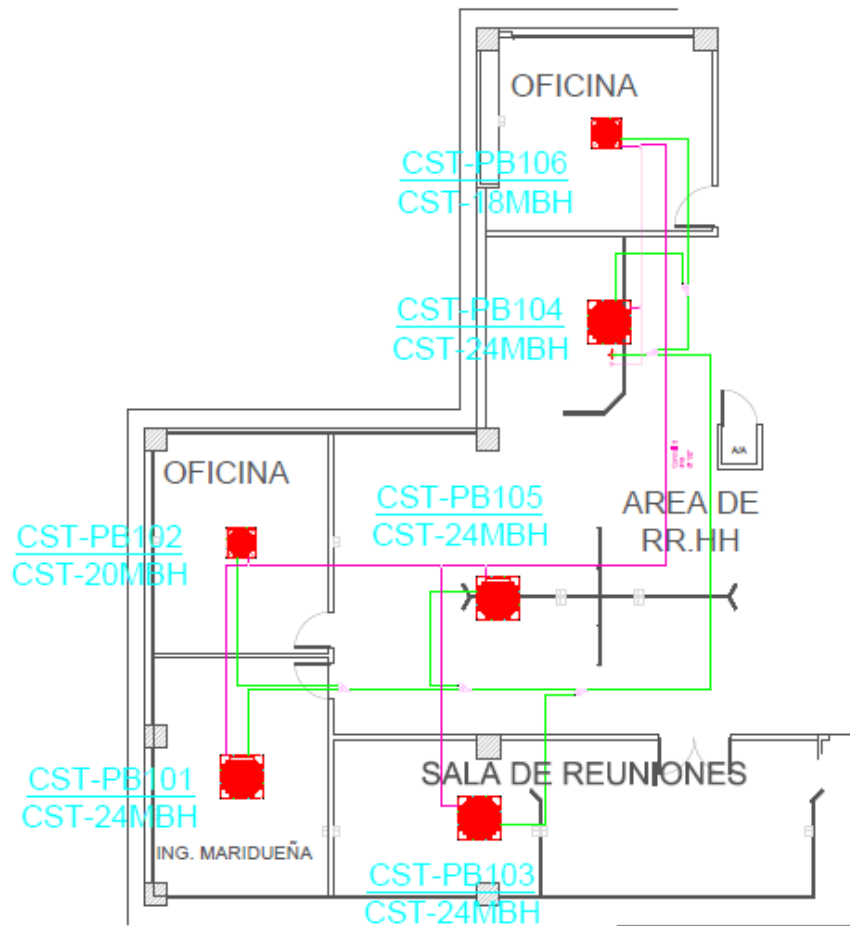 OFICINA
CST-PB106
CST-18MBH
CST-PB104
CST-24MBH
A/A
OFICINA
CST-PB105
CST-24MBH
AREA DE
RR.HH
CST-PB102
CST-20MBH
CST-PB101
CST-24MBH
SALA DE REUNIONES
ING. MARIDUEÑA
CST-PB103
CST-24MBH